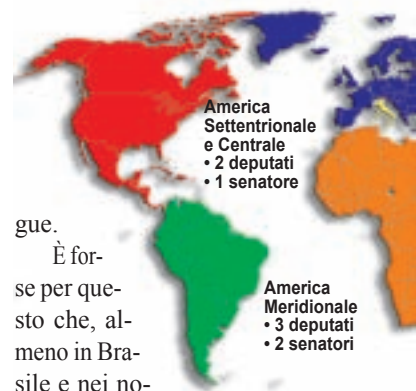 America
Settentrionale
e Centrale
• 2 deputati
• 1 senatore
gue.
È for-
se per que-
sto che, al-
meno in Bra-
sile e nei no-
America
Meridionale
• 3 deputati
• 2 senatori